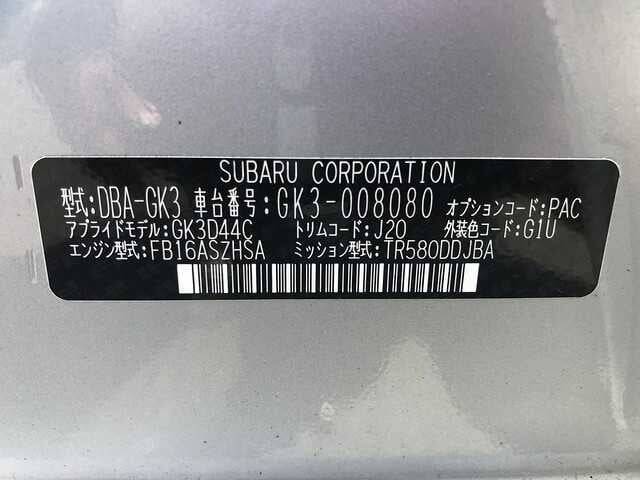 SUBARU CORPORATION
型式:DBA-GK3 車台番号:GK3-008080 オプションコード:PAC
アプライドモデル:GK3D44C トリムコード:J20 外装色コード:G1U
エンジン型式:FB16ASZHSA ミッション型式:TR580DDJBA